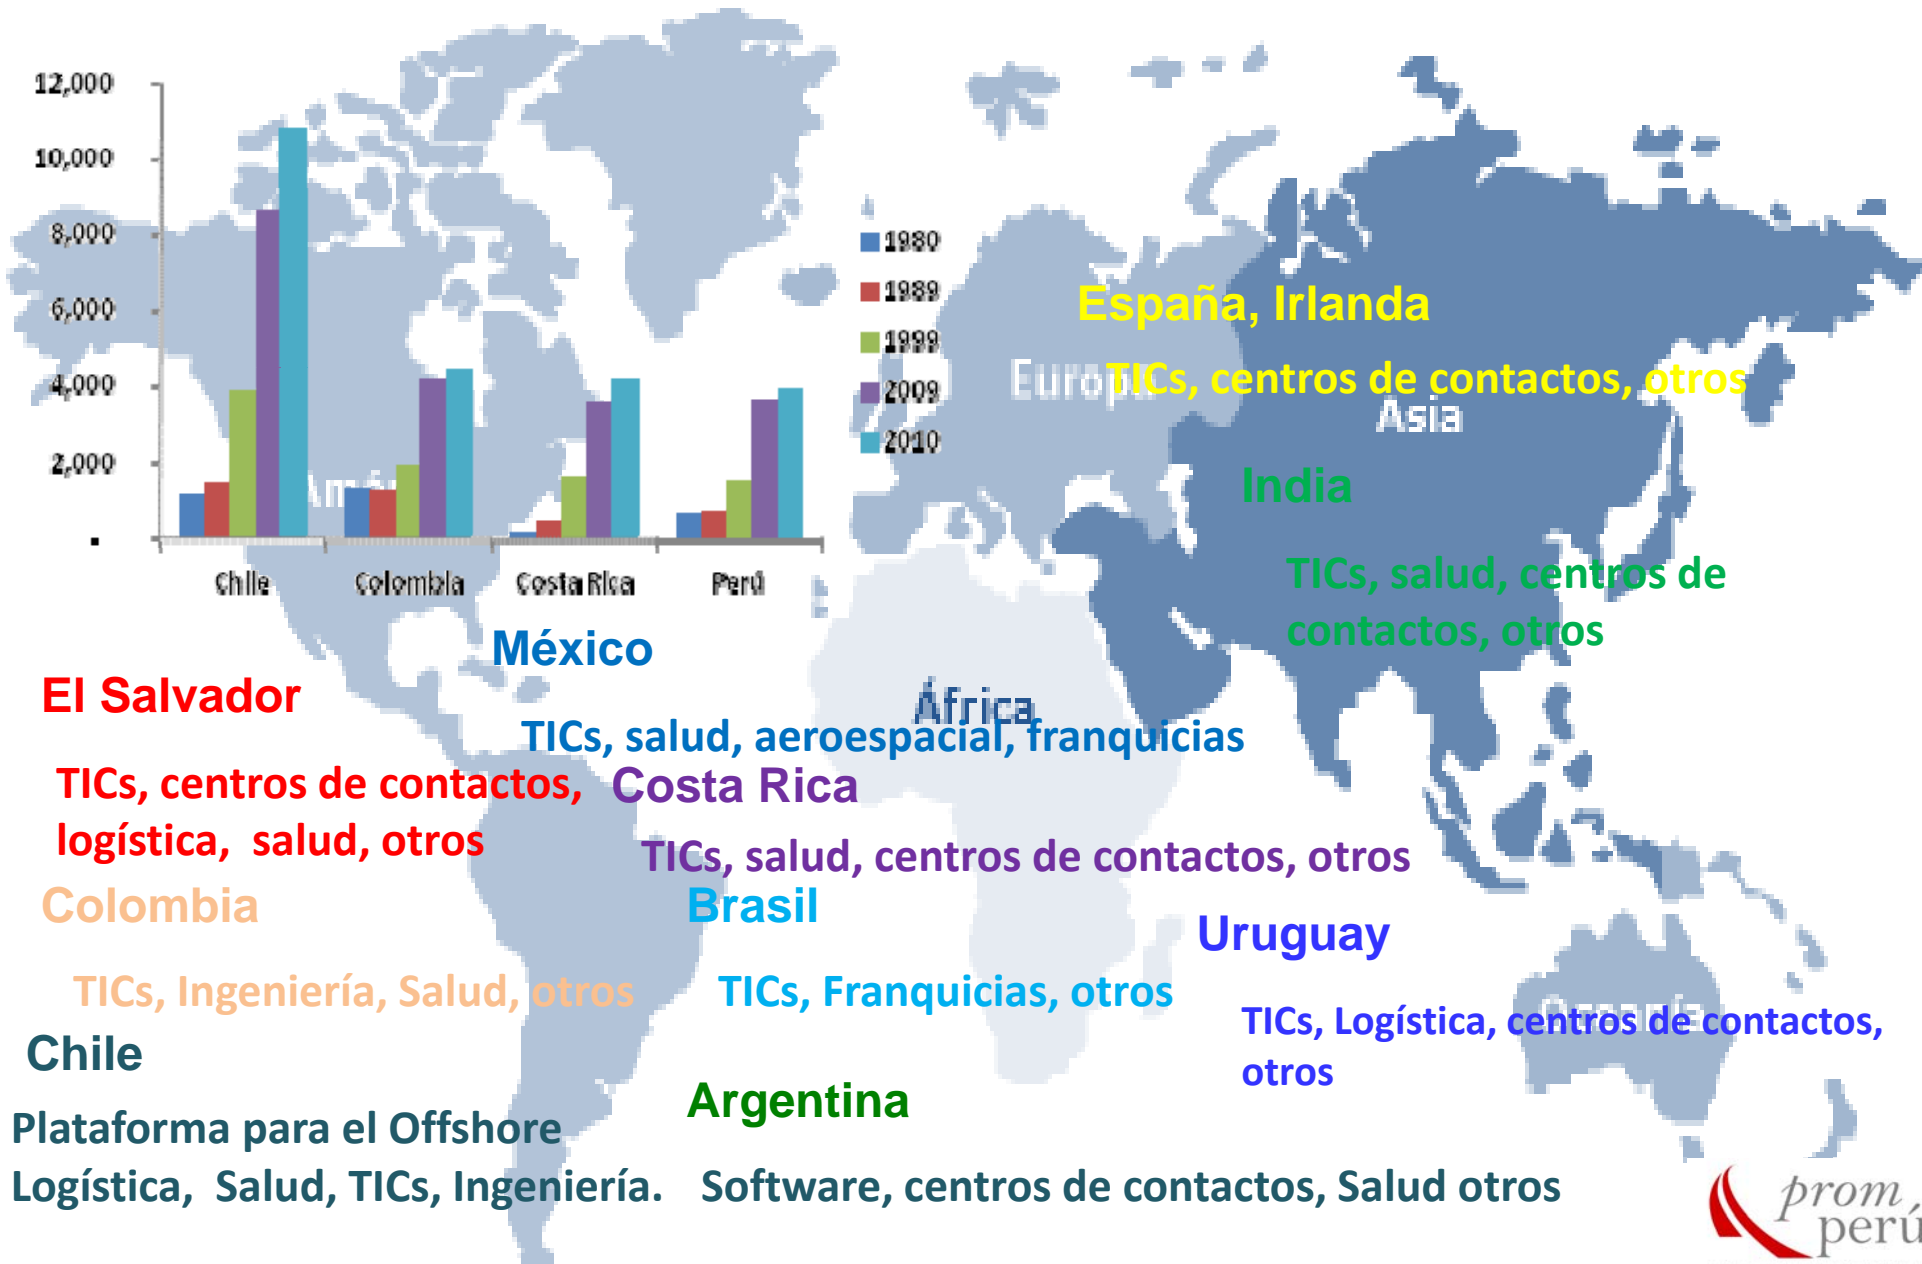 12,000
10,000
8,000
6,000
4,000
2,000
.
Chile Colombia Costa Rica Perú
1980
1989
1999
2009
2010
España, Irlanda
Europa
TICs, centros de contactos, otros
Asia
India
TICs, salud, centros de
contactos, otros
México
TICs, salud, aeroespacial, franquicias
África
El Salvador
TICs, centros de contactos,
logística, salud, otros
Costa Rica
TICs, salud, centros de contactos, otros
Colombia
TICs, Ingeniería, Salud, otros
Brasil
TICs, Franquicias, otros
Uruguay
TICs, Logística, centros de contactos,
otros
Chile
Plataforma para el Offshore
Logística, Salud, TICs, Ingeniería.
Argentina
Software, centros de contactos, Salud otros
prom
perú